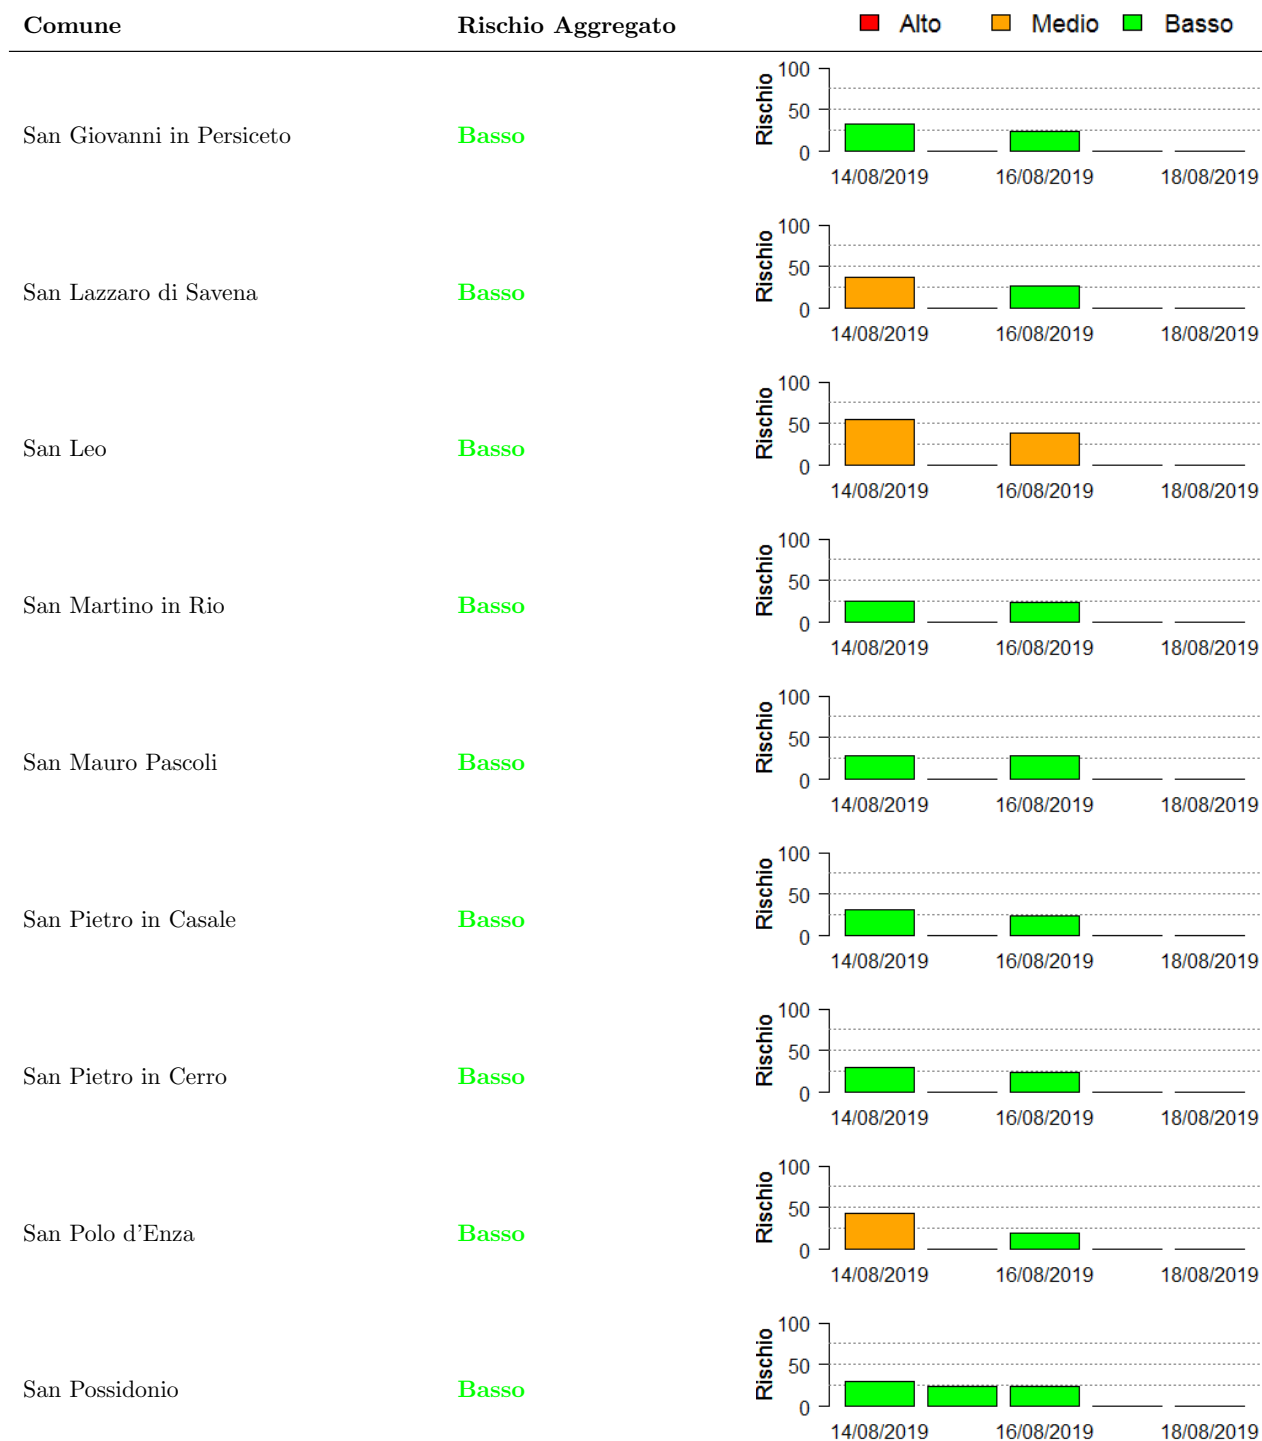 Comune Rischio Aggregato Alto Medio Basso
San Giovanni in Persiceto Basso
Rischio
100
50
0
14/08/2019 16/08/2019 18/08/2019
San Lazzaro di Savena Basso
Rischio
100
50
0
14/08/2019 16/08/2019 18/08/2019
San Leo Basso
Rischio
100
50
0
14/08/2019 16/08/2019 18/08/2019
San Martino in Rio Basso
Rischio
100
50
0
14/08/2019 16/08/2019 18/08/2019
San Mauro Pascoli Basso
Rischio
100
50
0
14/08/2019 16/08/2019 18/08/2019
San Pietro in Casale Basso
Rischio
100
50
0
14/08/2019 16/08/2019 18/08/2019
San Pietro in Cerro Basso
Rischio
100
50
0
14/08/2019 16/08/2019 18/08/2019
San Polo d'Enza Basso
Rischio
100
50
0
14/08/2019 16/08/2019 18/08/2019
San Possidonio Basso
Rischio
100
50
0
14/08/2019 16/08/2019 18/08/2019